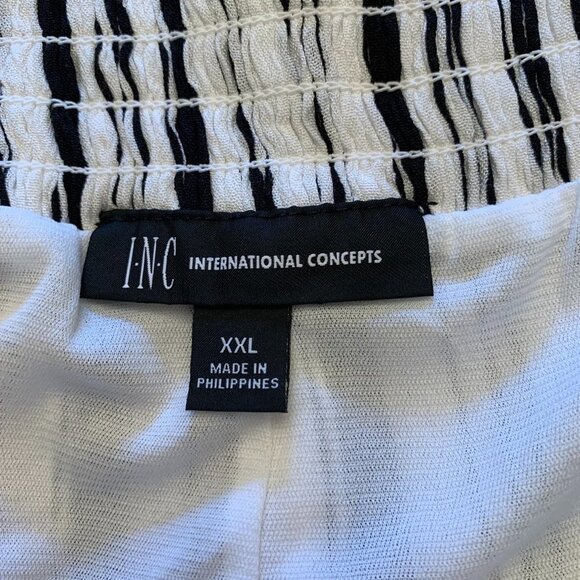 I·N·C INTERNATIONAL CONCEPTS
XXL
MADE IN
PHILIPPINES